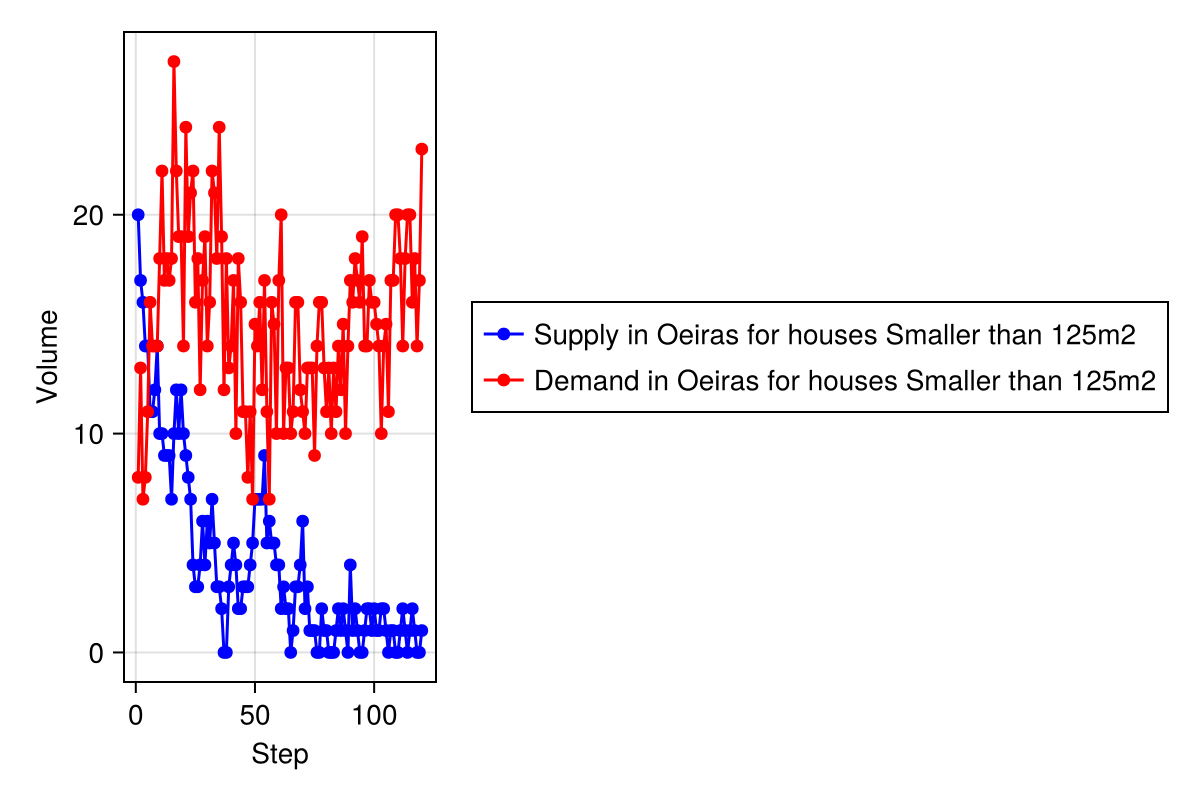 Volume
20
10
0
0 50 100
Step
Supply in Oeiras for houses Smaller than 125m2
Demand in Oeiras for houses Smaller than 125m2